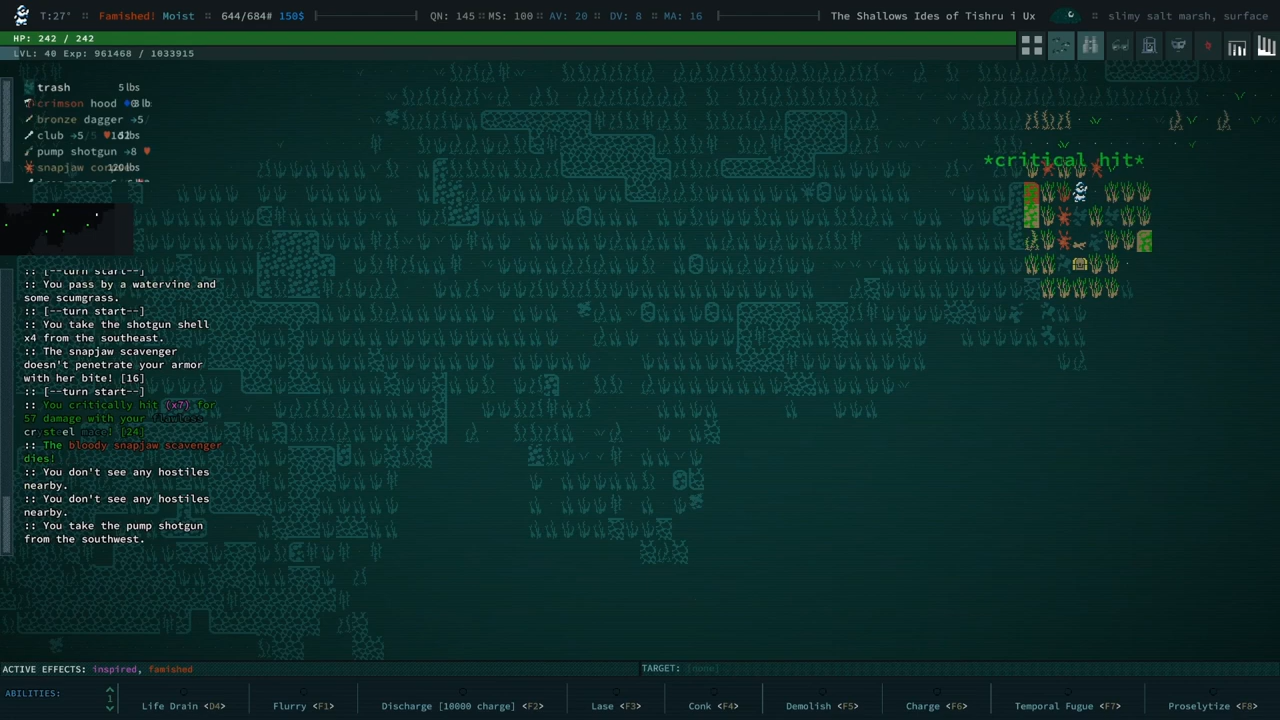 T:27° :: Famished! Moist :: 644/684# 150$ QN: 145 :: MS: 100 :: AV: 20 :: DV: 8 :: MA: 16 The Shallows Ides of Tishru i Ux :: slimy salt marsh, surface
HP: 242 / 242
LVL: 40 Exp: 961468 / 1033915
trash 5 lbs
crimson hood
bronze dagger →5
club →5
pump shotgun →8
snapjaw
*critical hit*
:: [--turn start--]
:: You pass by a watervine and
some scumgrass.
:: [--turn start--]
:: You take the shotgun shell
x4 from the southeast.
:: The snapjaw scavenger
doesn't penetrate your armor
with her bite! [16]
:: [--turn start--]
:: You critically hit (x7) for
57 damage with your flawless
crysteel mace! [24]
:: The bloody snapjaw scavenger
dies!
:: You don't see any hostiles
nearby.
:: You don't see any hostiles
nearby.
:: You take the pump shotgun
from the southwest.
ACTIVE EFFECTS: inspired, famished
TARGET: [none]
ABILITIES: 1 Life Drain <D4> Flurry <F1> Discharge [10000 charge] <F2> Lase <F3> Conk <F4> Demolish <F5> Charge <F6> Temporal Fugue <F7> Proselytize <F8>